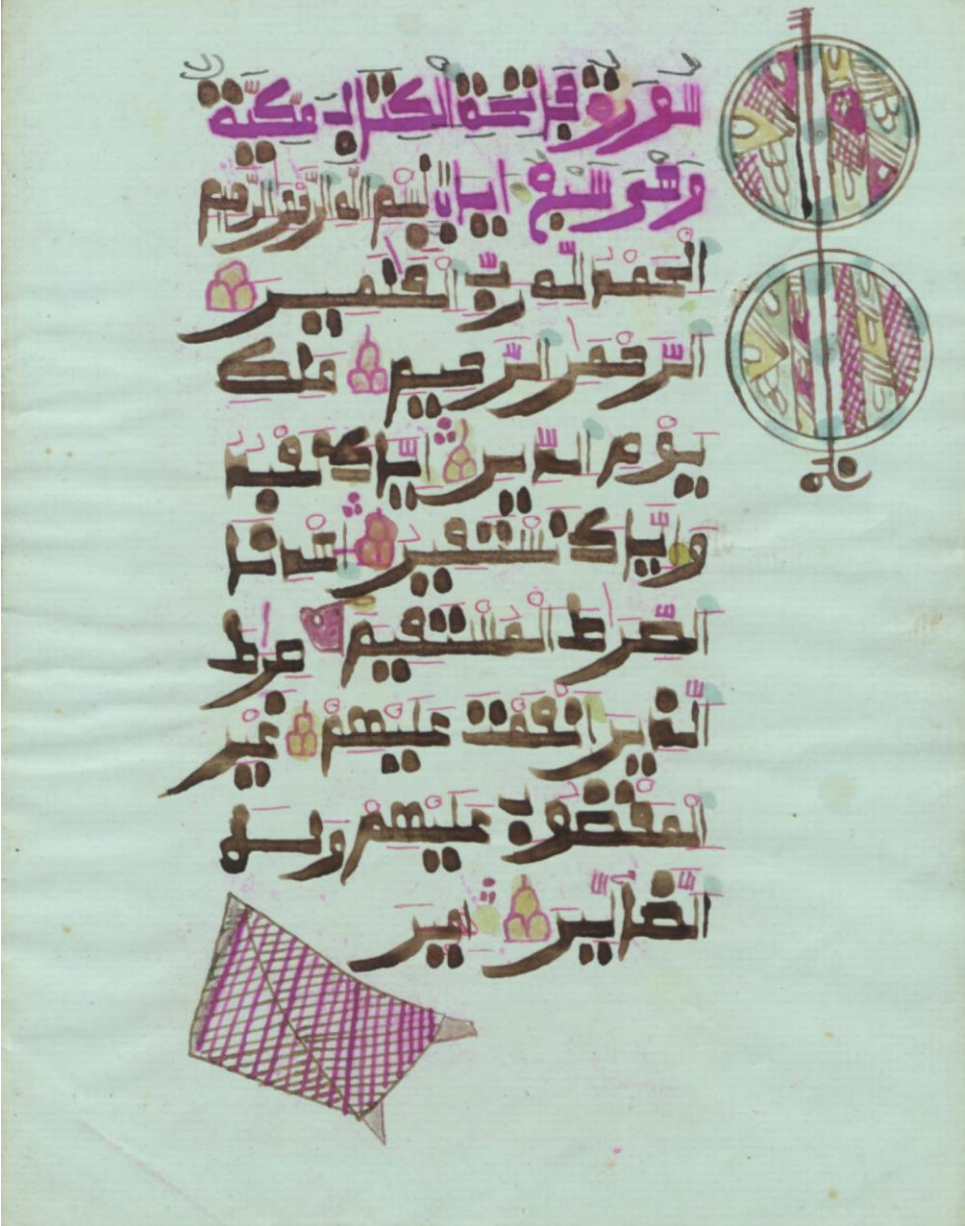 سورة فاتحة الكتاب مكية
وهي سبع ايات بسم الله الرحمن الرحيم
الحمد لله رب العلمين
الرحمن الرحيم ملك
يوم الدين اياك نعبد
واياك نستعين اهدنا
الصرط المستقيم صرط
الذين انعمت عليهم غير
المغضوب عليهم ولا
الضالين امين